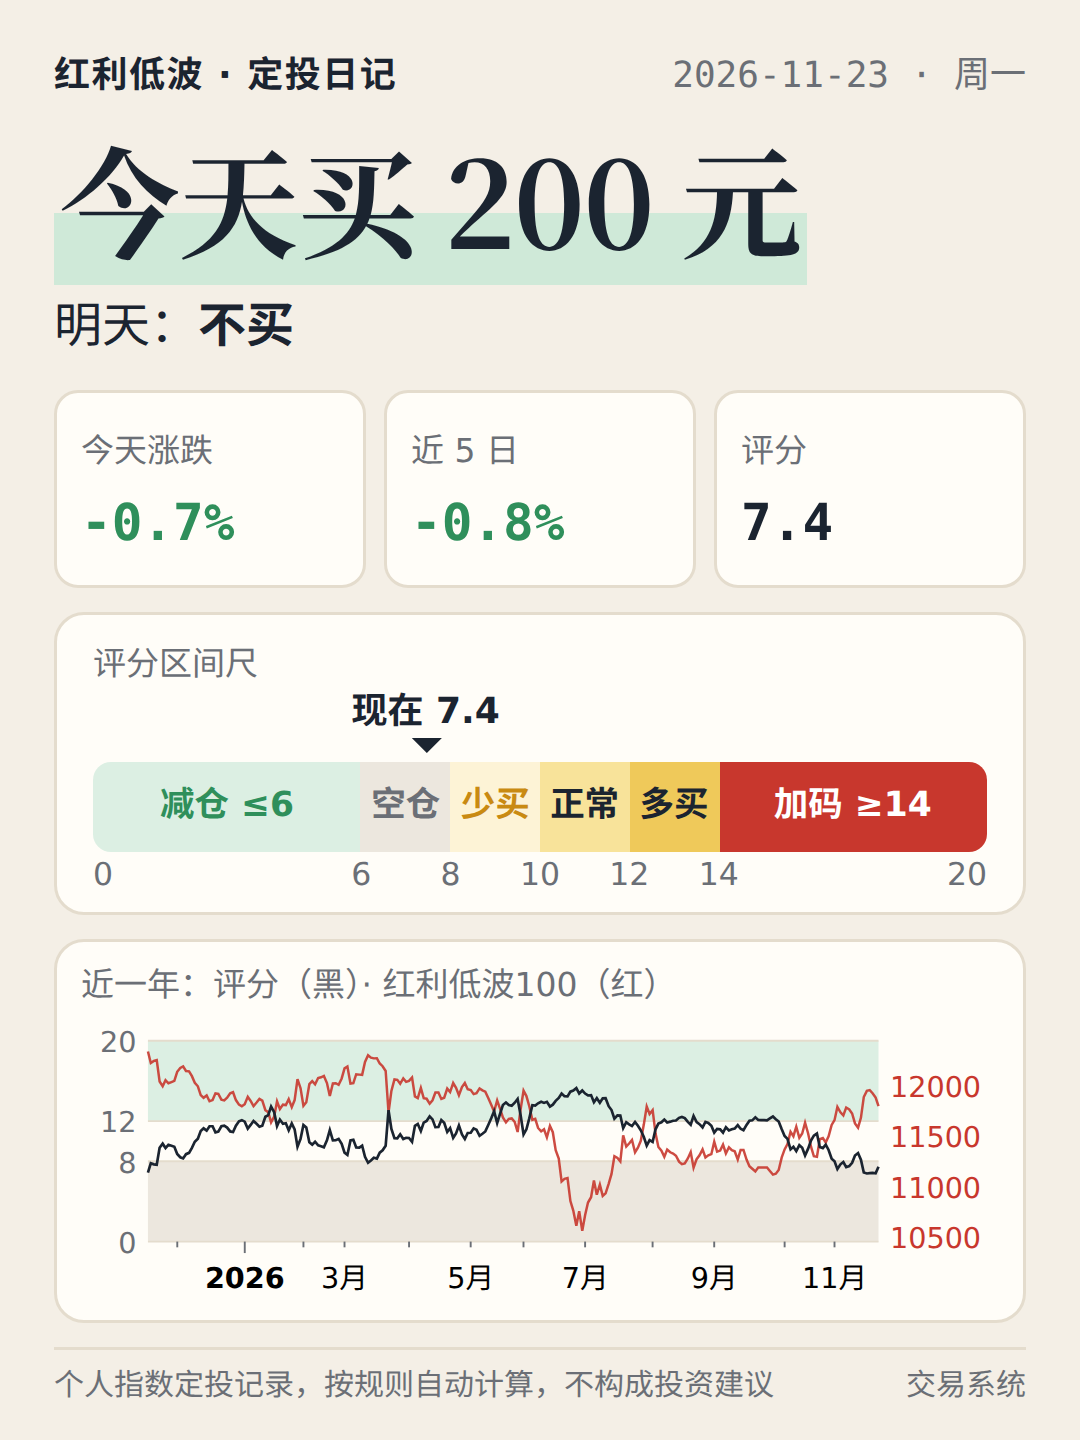 红利低波 · 定投日记
2026-11-23 · 周一
今天买 200 元
明天：不买
今天涨跌
-0.7%
近 5 日
-0.8%
评分
7.4
评分区间尺
现在 7.4
减仓 ≤6 空仓 少买 正常 多买 加码 ≥14
0 6 8 10 12 14 20
近一年：评分（黑）· 红利低波100（红）
20
12
8
0
12000
11500
11000
10500
2026 3月 5月 7月 9月 11月
个人指数定投记录，按规则自动计算，不构成投资建议
交易系统